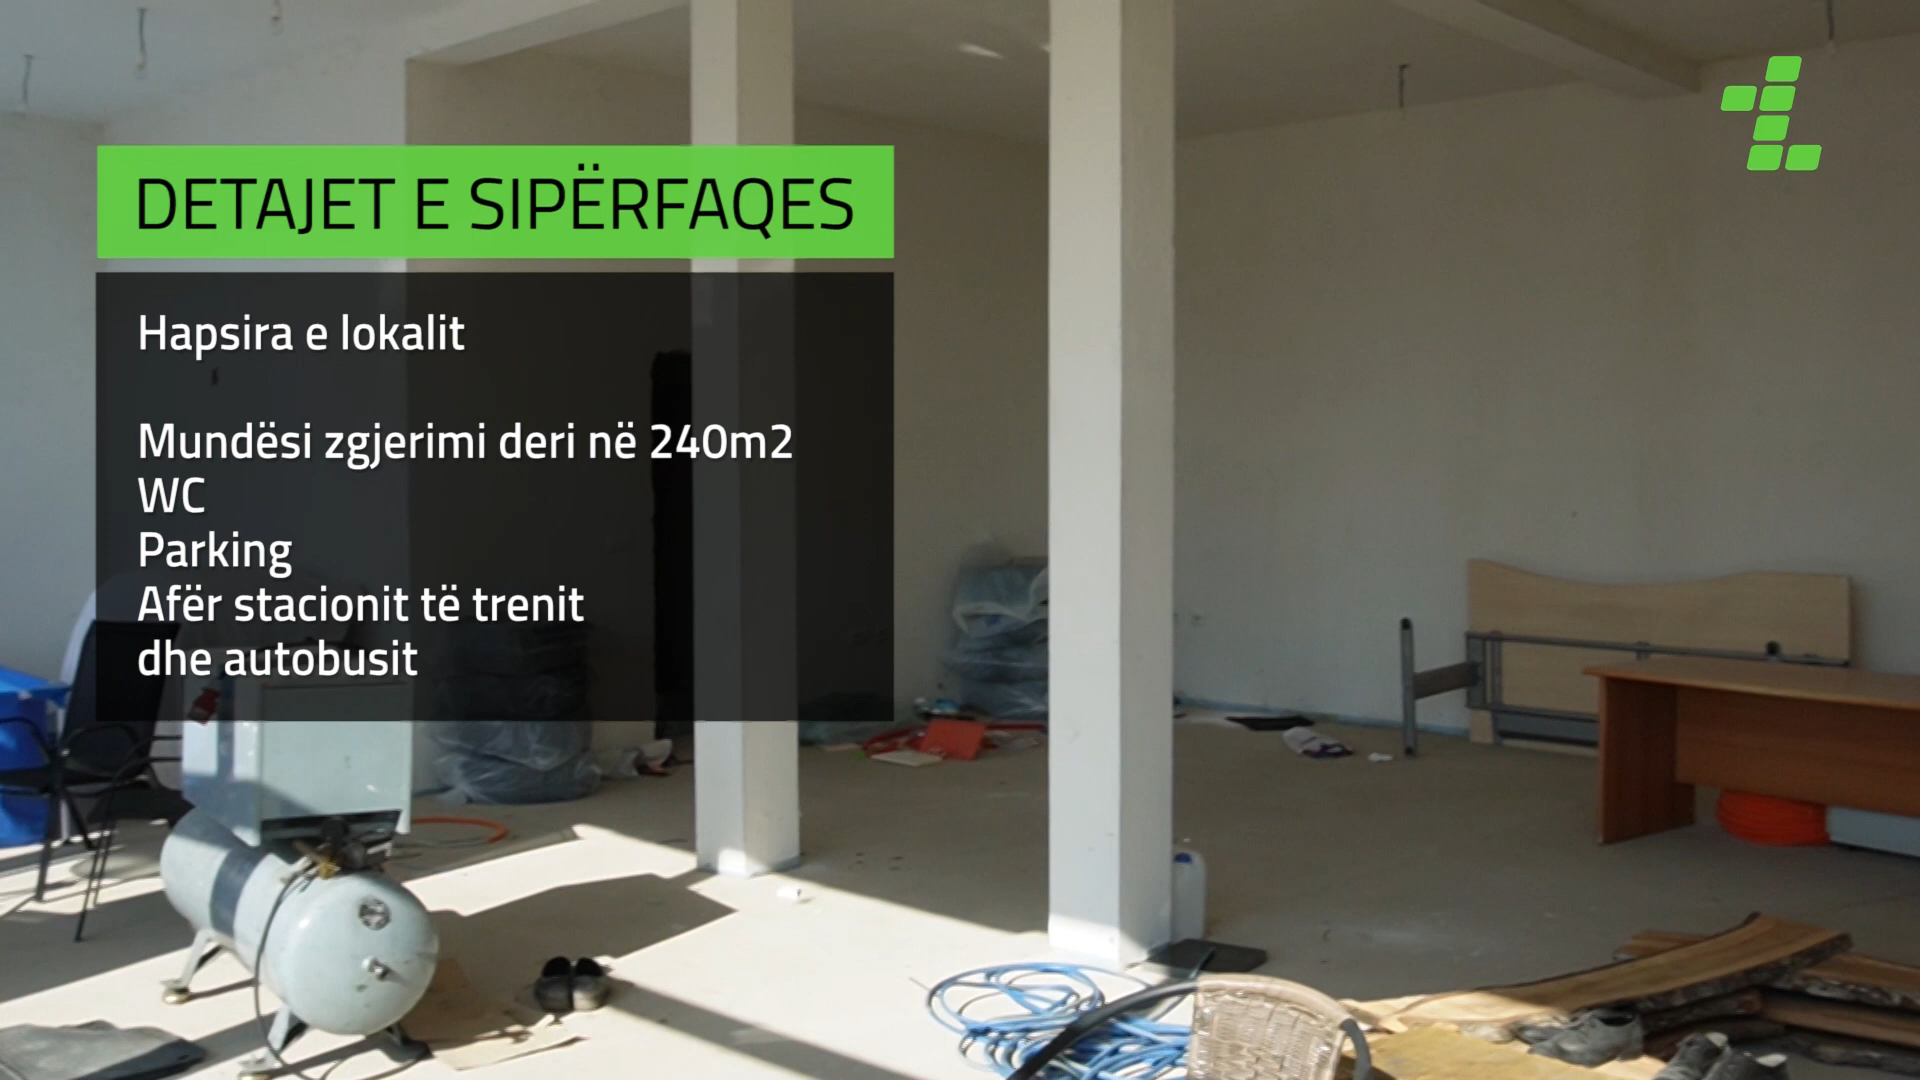 DETAJET E SIPËRFAQES
Hapsira e lokalit
Mundësi zgjerimi deri në 240m2
WC
Parking
Afër stacionit të trenit
dhe autobusit